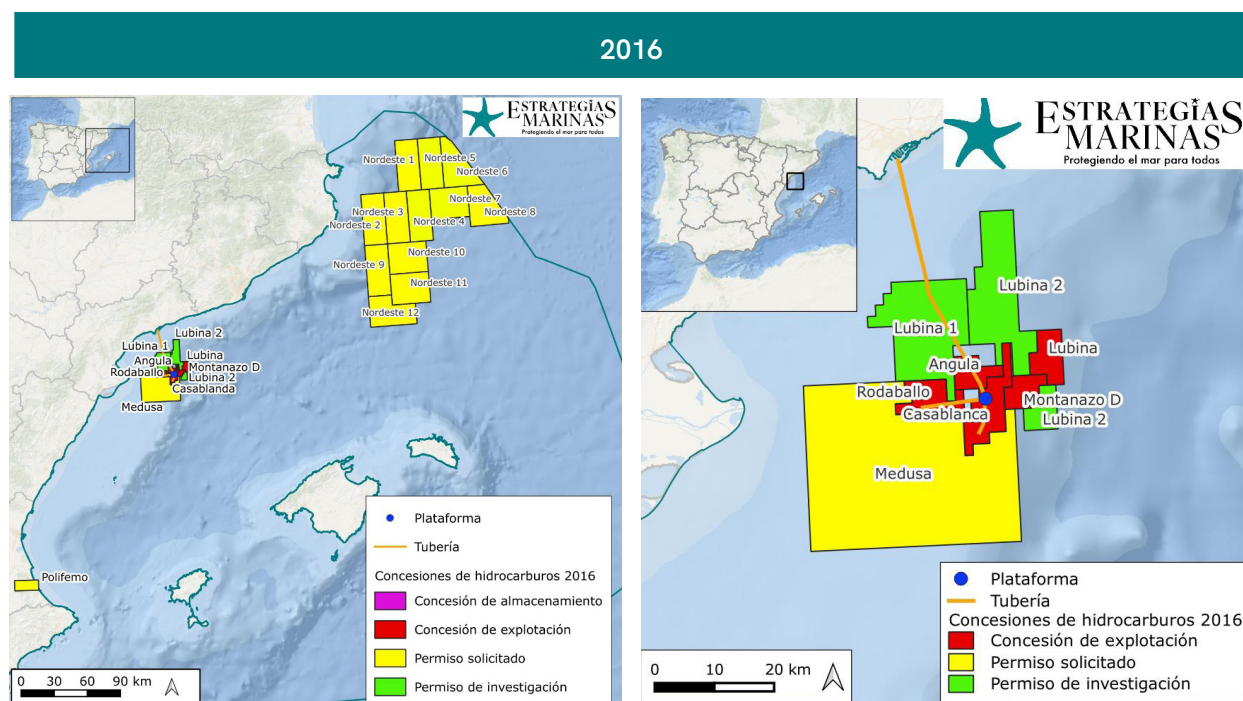 2016
ESTRATEGIAS
MARINAS
Protegiendo el mar para todos
Nordeste 1
Nordeste 5
Nordeste 6
Nordeste 7
Nordeste 3
Nordeste 8
Nordeste 2
Nordeste 4
Nordeste 10
Nordeste 9
Nordeste 11
Nordeste 12
Lubina 2
Lubina 1
Lubina
Angula
Montanazo D
Rodaballo
Lubina 2
Casablanda
Medusa
Polifemo
Plataforma
Tubería
Concesiones de hidrocarburos 2016
Concesión de almacenamiento
Concesión de explotación
Permiso solicitado
Permiso de investigación
0 30 60 90 km
ESTRATEGIAS
MARINAS
Protegiendo el mar para todos
Lubina 2
Lubina 1
Lubina
Angula
Rodaballo
Montanazo D
Casablanca
Lubina 2
Medusa
Plataforma
Tubería
Concesiones de hidrocarburos 2016
Concesión de explotación
Permiso solicitado
Permiso de investigación
0 10 20 km